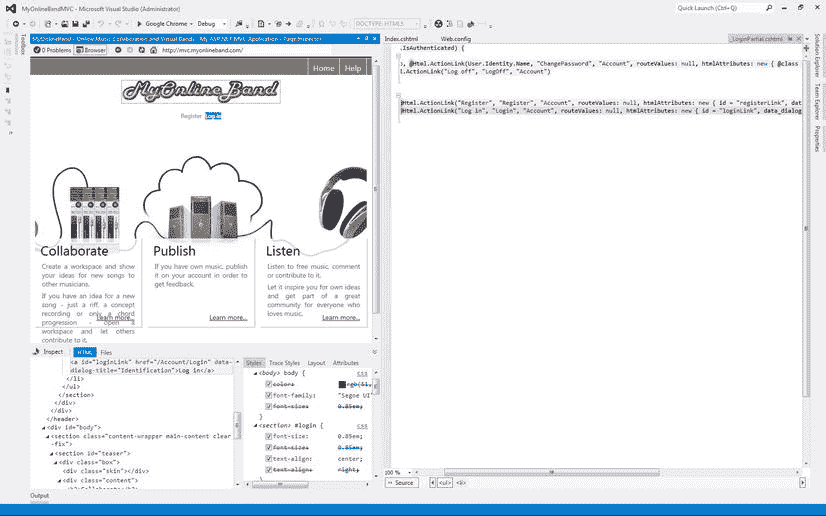 MyOnlineBandMVC - Microsoft Visual Studio (Administrator)
Quick Launch (Ctrl+Q)
Google Chrome
Debug
DOCTYPE:
Toolbox
MyOnlineBand - Online Music Collaboration and Virtual Bands - My ASP.NET MVC Application - Page Inspector
0 Problems
Browser
http://mvc.myonlineband.com/
Home
Help
MyOnlineBand
Register
Log in
Collaborate
Create a workspace and show
your ideas for new songs to
other musicians.
If you have an idea for a new
song - just a riff, a concept
recording or only a chord
progression - open a
workspace and let others
contribute to it.
Learn more...
Publish
If you have own music, publish
it on your account in order to
get feedback.
Learn more...
Listen
Listen to free music, comment
or contribute to it.
Let it inspire you for own ideas
and get part of a great
community for everyone who
loves music.
Learn more...
Inspect
HTML
Files
<a id="loginLink" href="/Account/Login" data-
dialog-title="Identification">Log in</a>
</li>
</ul>
</section>
</div>
</div>
</header>
<div id="body">
<section class="content-wrapper main-content clear
-fix">
<section id="teaser">
<div class="box">
<div class="skin"></div>
<div class="content">
Styles
Trace Styles
Layout
Attributes
<body> body {
css
color:
rgb(51,
font-family:
"Segoe UI"
font-size:
0.85em;
}
<section> #login {
css
font-size:
0.85em;
font-size:
0.85em;
text-align:
center;
text-align:
right;
}
Output
Index.cshtml
Web.config
_LoginPartial.cshtml
.IsAuthenticated) {
o, @Html.ActionLink(User.Identity.Name, "ChangePassword", "Account", routeValues: null, htmlAttributes: new { @class
l.ActionLink("Log off", "LogOff", "Account")
@Html.ActionLink("Register", "Register", "Account", routeValues: null, htmlAttributes: new { id = "registerLink", dat
@Html.ActionLink("Log in", "Login", "Account", routeValues: null, htmlAttributes: new { id = "loginLink", data_dialog
100 %
Source
<ul>
<li>
Solution Explorer
Team Explorer
Properties